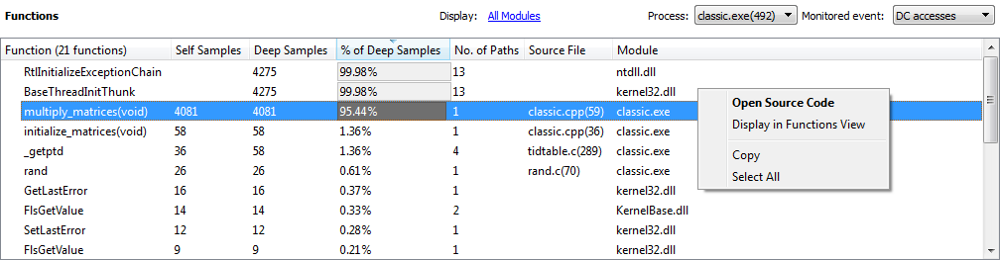 Functions Display: All Modules Process: classic.exe(492) Monitored event: DC accesses
Function (21 functions) Self Samples Deep Samples % of Deep Samples No. of Paths Source File Module
RtlInitializeExceptionChain 4275 99.98% 13 ntdll.dll
BaseThreadInitThunk 4275 99.98% 13 kernel32.dll
multiply_matrices(void) 4081 4081 95.44% 1 classic.cpp(59) classic.exe
initialize_matrices(void) 58 58 1.36% 1 classic.cpp(36) classic.exe
_getptd 36 58 1.36% 4 tidtable.c(289) classic.exe
rand 26 26 0.61% 1 rand.c(70) classic.exe
GetLastError 16 16 0.37% 1 kernel32.dll
FlsGetValue 14 14 0.33% 2 KernelBase.dll
SetLastError 12 12 0.28% 1 kernel32.dll
FlsGetValue 9 9 0.21% 1 kernel32.dll
Open Source Code
Display in Functions View
Copy
Select All